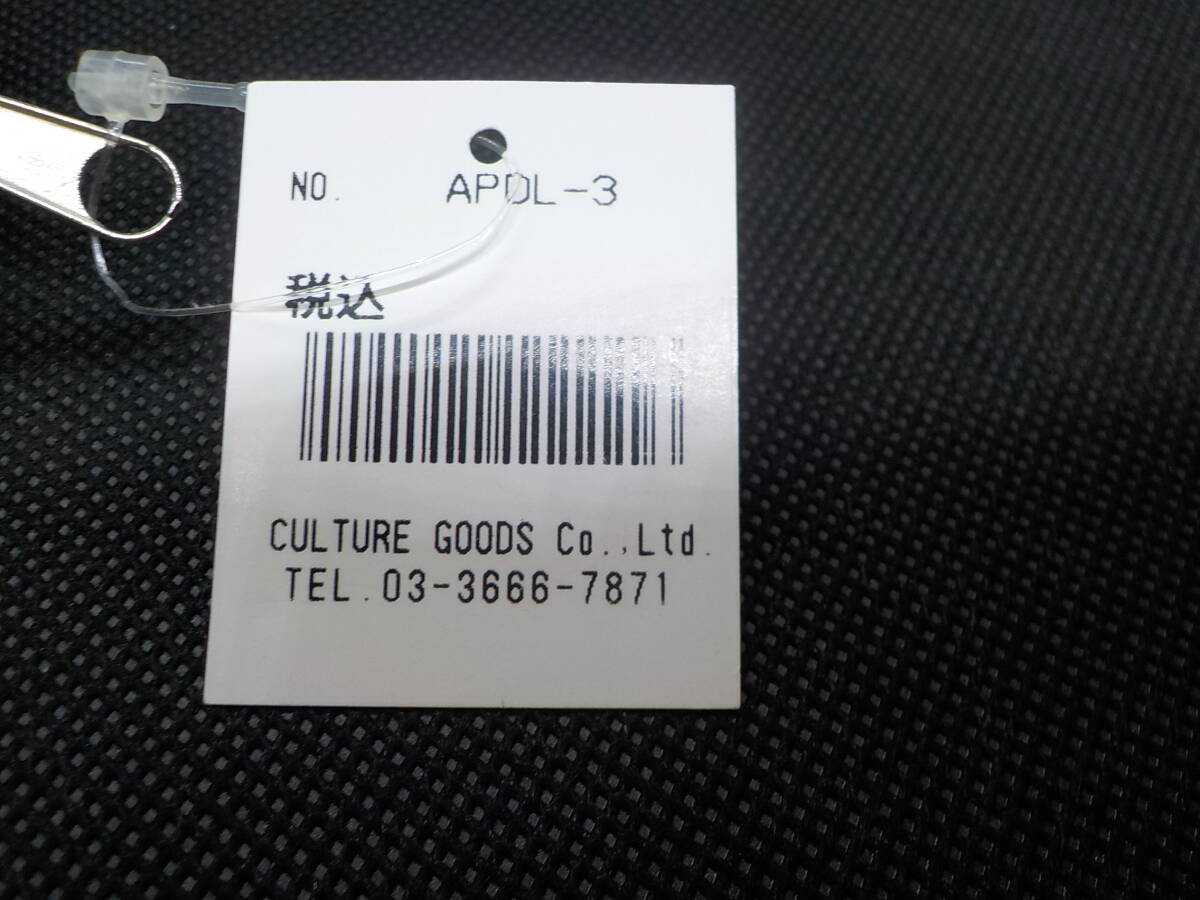 NO. APDL-3
税込
CULTURE GOODS Co.,Ltd.
TEL.03-3666-7871